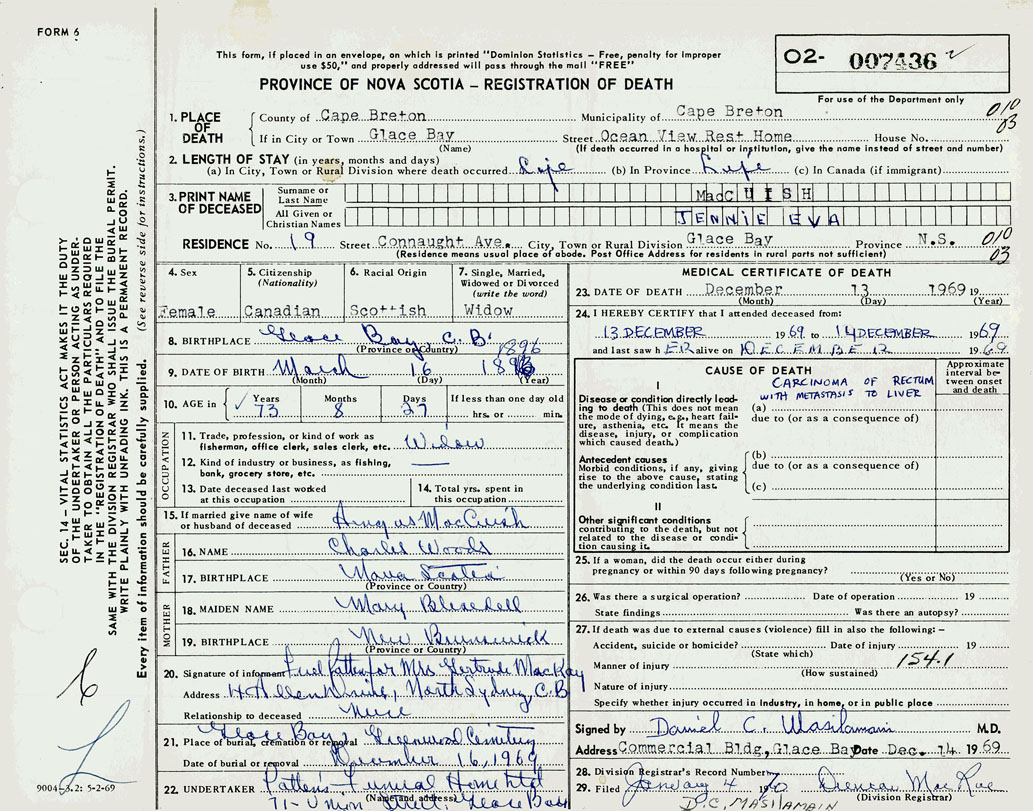 FORM 6
This form, if placed in an envelope, on which is printed "Dominion Statistics – Free, penalty for improper
use $50," and properly addressed will pass through the mail "FREE"
PROVINCE OF NOVA SCOTIA – REGISTRATION OF DEATH
02- 007436
For use of the Department only
010
03
1. PLACE OF DEATH County of Cape Breton Municipality of Cape Breton
If in City or Town Glace Bay Street Ocean View Rest Home House No.
(Name) (If death occurred in a hospital or institution, give the name instead of street and number)
2. LENGTH OF STAY (in years, months and days)
(a) In City, Town or Rural Division where death occurred Life (b) In Province Life (c) In Canada (if immigrant)
3. PRINT NAME OF DECEASED Surname or Last Name MacCUISH
All Given or Christian Names JENNIE EVA
RESIDENCE No. 19 Street Connaught Ave. City, Town or Rural Division Glace Bay Province N.S. 010
03
(Residence means usual place of abode. Post Office Address for residents in rural parts not sufficient)
4. Sex 5. Citizenship (Nationality) 6. Racial Origin 7. Single, Married, Widowed or Divorced (write the word)
Female Canadian Scottish Widow
8. BIRTHPLACE Glace Bay, C.B.
(Province or Country) 1896
9. DATE OF BIRTH March 16 1896
(Month) (Day) (Year)
10. AGE in Years Months Days If less than one day old
73 8 27 hrs. or min.
OCCUPATION
11. Trade, profession, or kind of work as fisherman, office clerk, sales clerk, etc. Widow
12. Kind of industry or business, as fishing, bank, grocery store, etc.
13. Date deceased last worked at this occupation 14. Total yrs. spent in this occupation
15. If married give name of wife or husband of deceased Angus MacCuish
FATHER
16. NAME Charles Woods
17. BIRTHPLACE Nova Scotia
(Province or Country)
MOTHER
18. MAIDEN NAME Mary
19. BIRTHPLACE New Brunswick
(Province or Country)
20. Signature of informant for Mrs Gertrude MacKay
Address North Sydney, C.B
Relationship to deceased Niece
21. Place of burial, cremation or removal Glace Bay Greenwood Cemetery
Date of burial or removal December 16, 1969
22. UNDERTAKER Patten's Funeral Home Ltd
(Name and address) 71 Union Street Glace Bay
MEDICAL CERTIFICATE OF DEATH
23. DATE OF DEATH December 13 1969 19
(Month) (Day) (Year)
24. I HEREBY CERTIFY that I attended deceased from:
13 DECEMBER 1969 to 14 DECEMBER 1969
and last saw hER alive on DECEMBER 1969
CAUSE OF DEATH Approximate interval between onset and death
I
Disease or condition directly leading to death (This does not mean the mode of dying, e.g., heart failure, asthenia, etc. It means the disease, injury, or complication which caused death.)
CARCINOMA OF RECTUM
WITH METASTASIS TO LIVER
(a)
due to (or as a consequence of)
Antecedent causes
Morbid conditions, if any, giving rise to the above cause, stating the underlying condition last.
(b)
due to (or as a consequence of)
(c)
II
Other significant conditions contributing to the death, but not related to the disease or condition causing it.
25. If a woman, did the death occur either during pregnancy or within 90 days following pregnancy?
(Yes or No)
26. Was there a surgical operation? Date of operation 19
State findings Was there an autopsy?
27. If death was due to external causes (violence) fill in also the following: –
Accident, suicide or homicide? Date of injury 19
(State which) 154.1
Manner of injury
(How sustained)
Nature of injury
Specify whether injury occurred in Industry, in home, or in public place
Signed by Daniel C. M.D.
Address Commercial Bldg, Glace Bay Date Dec. 14 1969
28. Division Registrar's Record Number
29. Filed January 4 1970 Duncan MacRae
(Division Registrar)
D.C. MASILAMAIN
SEC. 14 – VITAL STATISTICS ACT MAKES IT THE DUTY
OF THE UNDERTAKER OR PERSON ACTING AS UNDER-
TAKER TO OBTAIN ALL THE PARTICULARS REQUIRED
IN THE "REGISTRATION OF DEATH" AND TO FILE THE
SAME WITH THE DIVISION REGISTRAR WHO SHALL ISSUE THE BURIAL PERMIT.
WRITE PLAINLY WITH UNFADING INK. THIS IS A PERMANENT RECORD.
Every item of information should be carefully supplied. (See reverse side for instructions.)